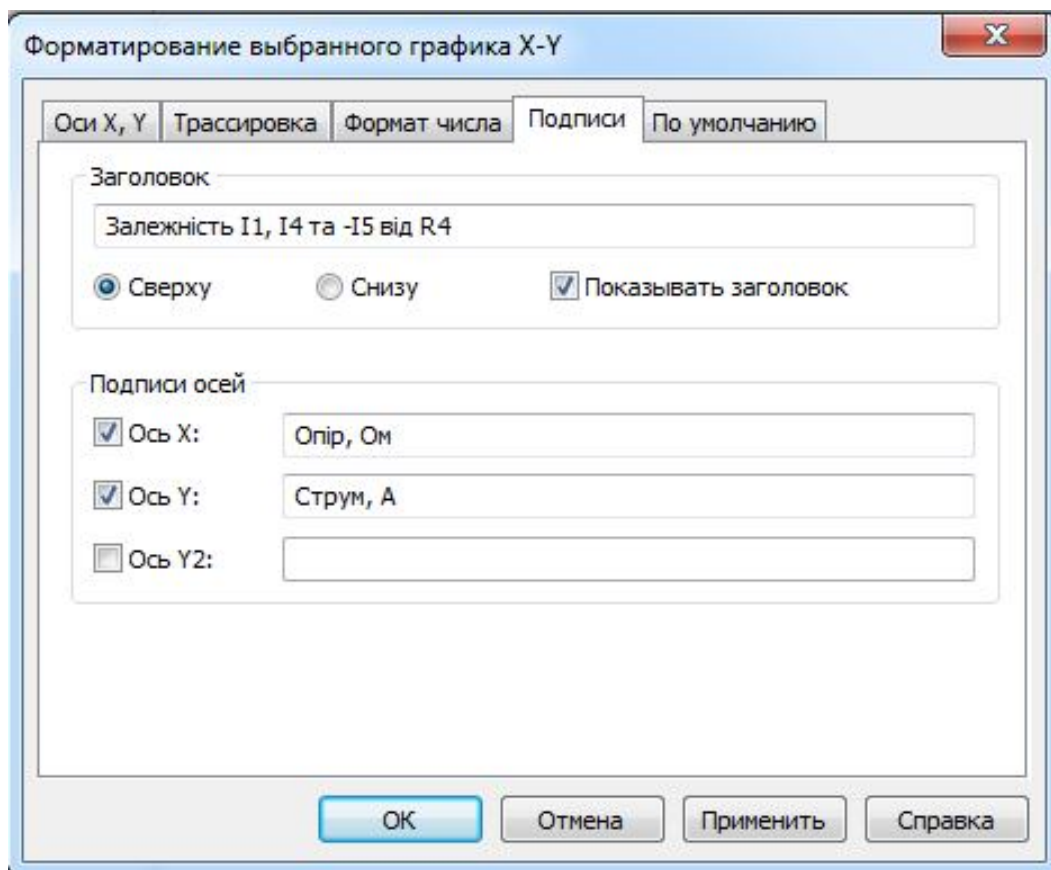 Форматирование выбранного графика X-Y
Оси X, Y Трассировка Формат числа Подписи По умолчанию
Заголовок
Залежність I1, I4 та -I5 від R4
Сверху Снизу Показывать заголовок
Подписи осей
Ось X: Опір, Ом
Ось Y: Струм, А
Ось Y2:
ОК Отмена Применить Справка